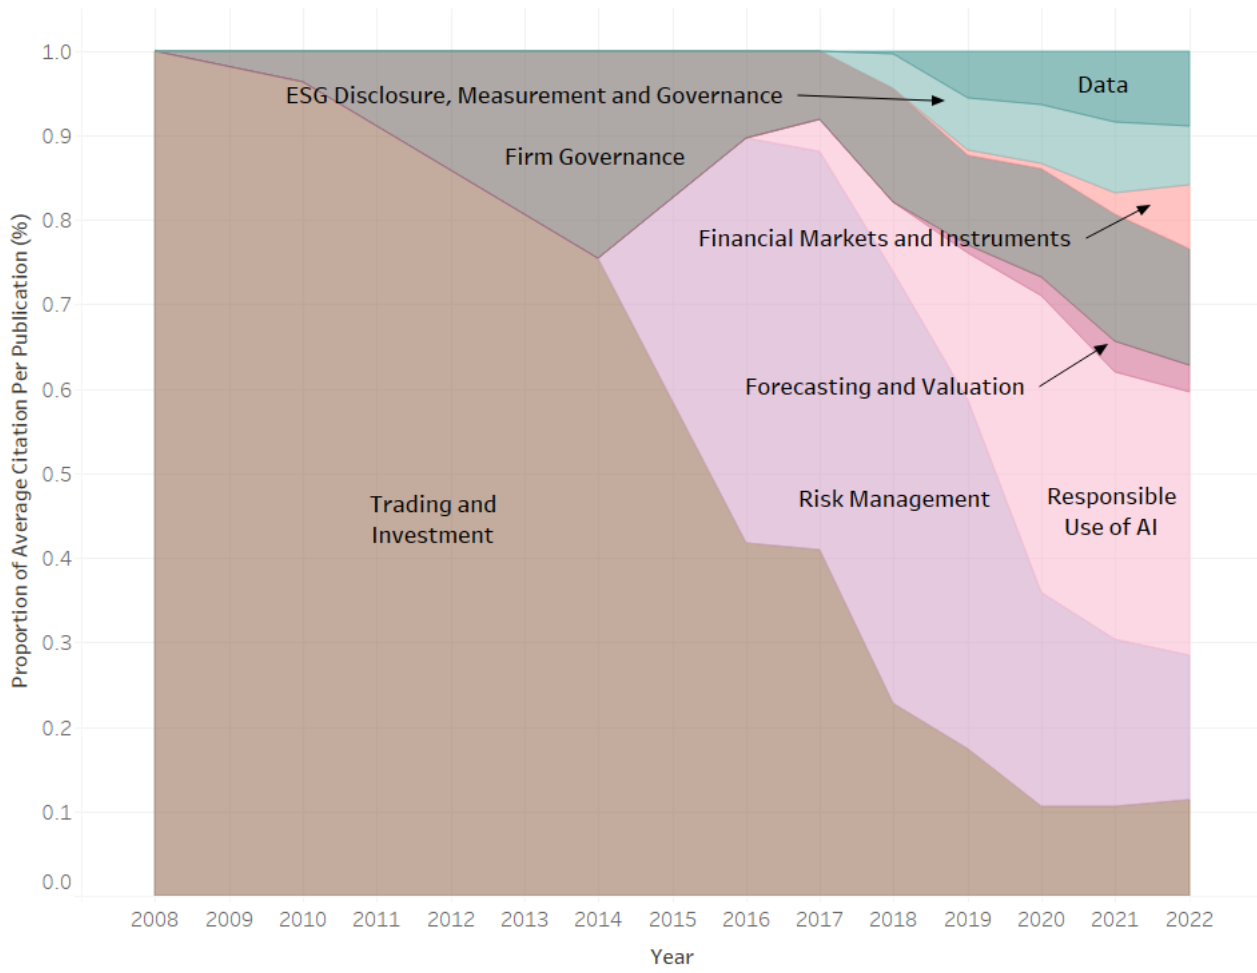 1.0
0.9
0.8
0.7
0.6
0.5
0.4
0.3
0.2
0.1
0.0
Proportion of Average Citation Per Publication (%)
Data
ESG Disclosure, Measurement and Governance
Firm Governance
Financial Markets and Instruments
Forecasting and Valuation
Trading and
Investment
Risk Management
Responsible
Use of AI
2008 2009 2010 2011 2012 2013 2014 2015 2016 2017 2018 2019 2020 2021 2022
Year